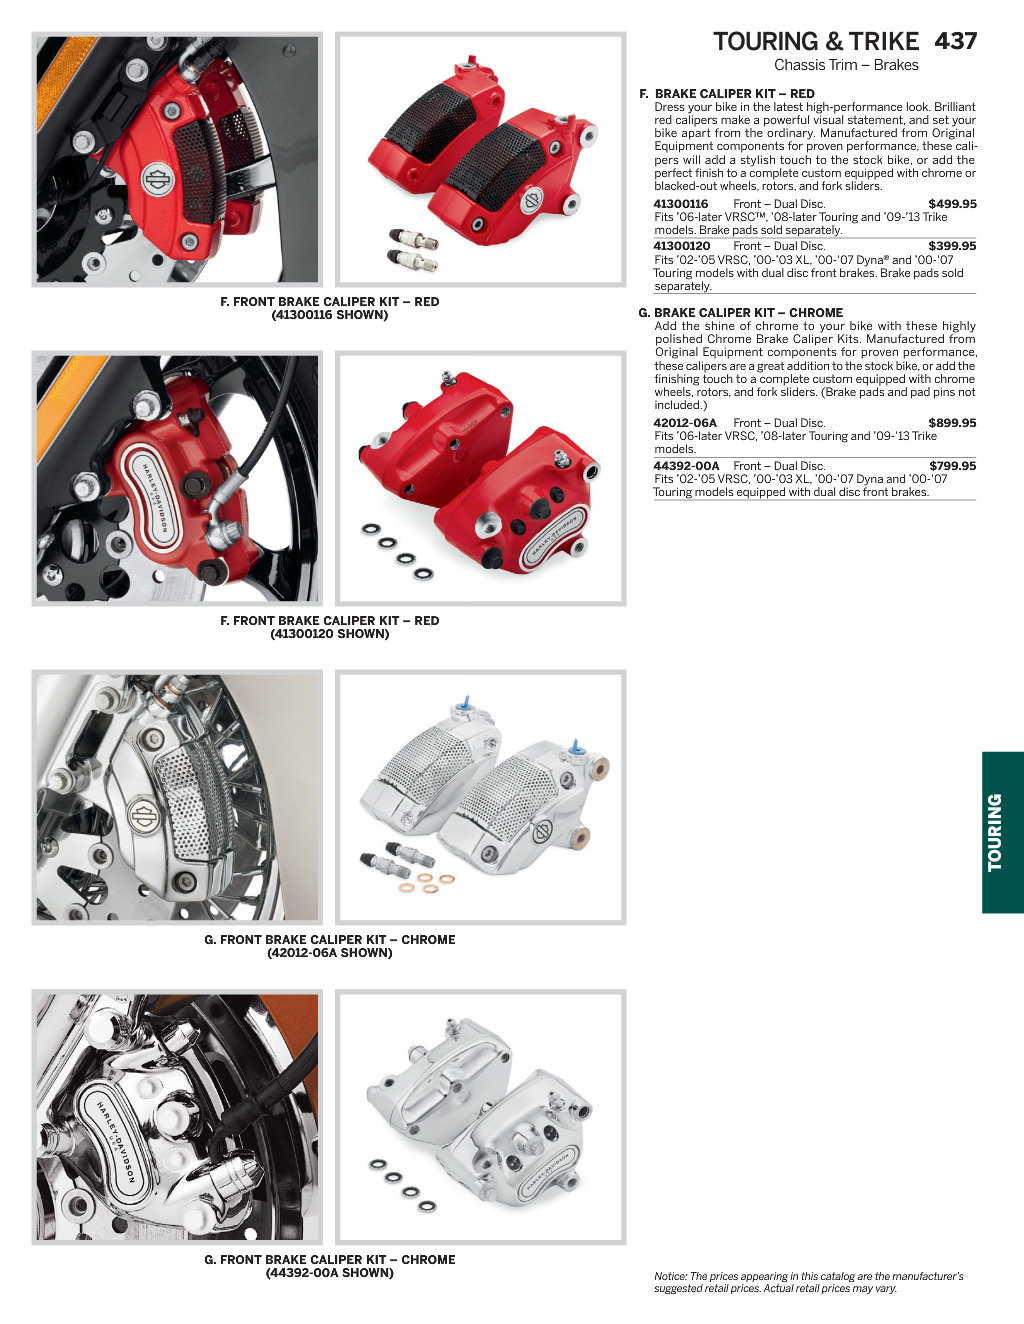 TOURING & TRIKE 437
Chassis Trim – Brakes
F. BRAKE CALIPER KIT – RED
Dress your bike in the latest high-performance look. Brilliant
red calipers make a powerful visual statement, and set your
bike apart from the ordinary. Manufactured from Original
Equipment components for proven performance, these cali-
pers will add a stylish touch to the stock bike, or add the
perfect finish to a complete custom equipped with chrome or
blacked-out wheels, rotors, and fork sliders.
41300116 Front – Dual Disc. $499.95
Fits ’06-later VRSC™, ’08-later Touring and ’09-’13 Trike
models. Brake pads sold separately.
41300120 Front – Dual Disc. $399.95
Fits ’02-’05 VRSC, ’00-’03 XL, ’00-’07 Dyna® and ’00-’07
Touring models with dual disc front brakes. Brake pads sold
separately.
G. BRAKE CALIPER KIT – CHROME
Add the shine of chrome to your bike with these highly
polished Chrome Brake Caliper Kits. Manufactured from
Original Equipment components for proven performance,
these calipers are a great addition to the stock bike, or add the
finishing touch to a complete custom equipped with chrome
wheels, rotors, and fork sliders. (Brake pads and pad pins not
included.)
42012-06A Front – Dual Disc. $899.95
Fits ’06-later VRSC, ’08-later Touring and ’09-’13 Trike
models.
44392-00A Front – Dual Disc. $799.95
Fits ’02-’05 VRSC, ’00-’03 XL, ’00-’07 Dyna and ’00-’07
Touring models equipped with dual disc front brakes.
F. FRONT BRAKE CALIPER KIT – RED
(41300116 SHOWN)
HARLEY-DAVIDSON
USA
HARLEY-DAVIDSON
F. FRONT BRAKE CALIPER KIT – RED
(41300120 SHOWN)
G. FRONT BRAKE CALIPER KIT – CHROME
(42012-06A SHOWN)
HARLEY-DAVIDSON
USA
HARLEY-DAVIDSON
G. FRONT BRAKE CALIPER KIT – CHROME
(44392-00A SHOWN)
TOURING
Notice: The prices appearing in this catalog are the manufacturer’s
suggested retail prices. Actual retail prices may vary.